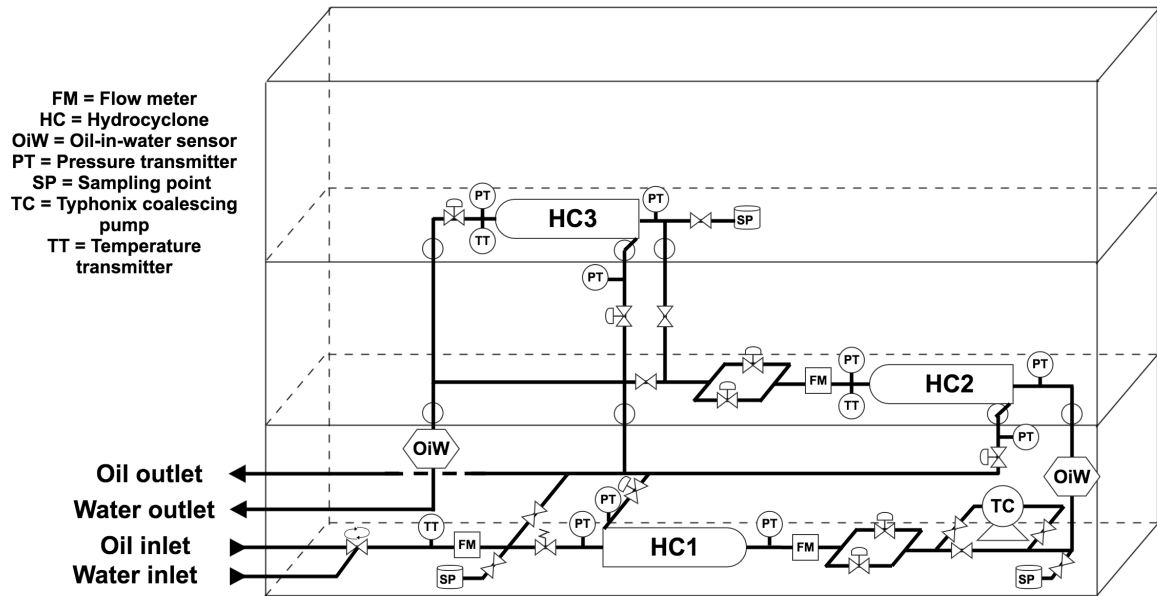 FM = Flow meter
HC = Hydrocyclone
OiW = Oil-in-water sensor
PT = Pressure transmitter
SP = Sampling point
TC = Typhonix coalescing
pump
TT = Temperature
transmitter
PT
HC3
PT
SP
TT
PT
PT
PT
FM
HC2
TT
PT
OiW
OiW
Oil outlet
Water outlet
PT
TC
TT
PT
PT
Oil inlet
FM
HC1
FM
Water inlet
SP
SP